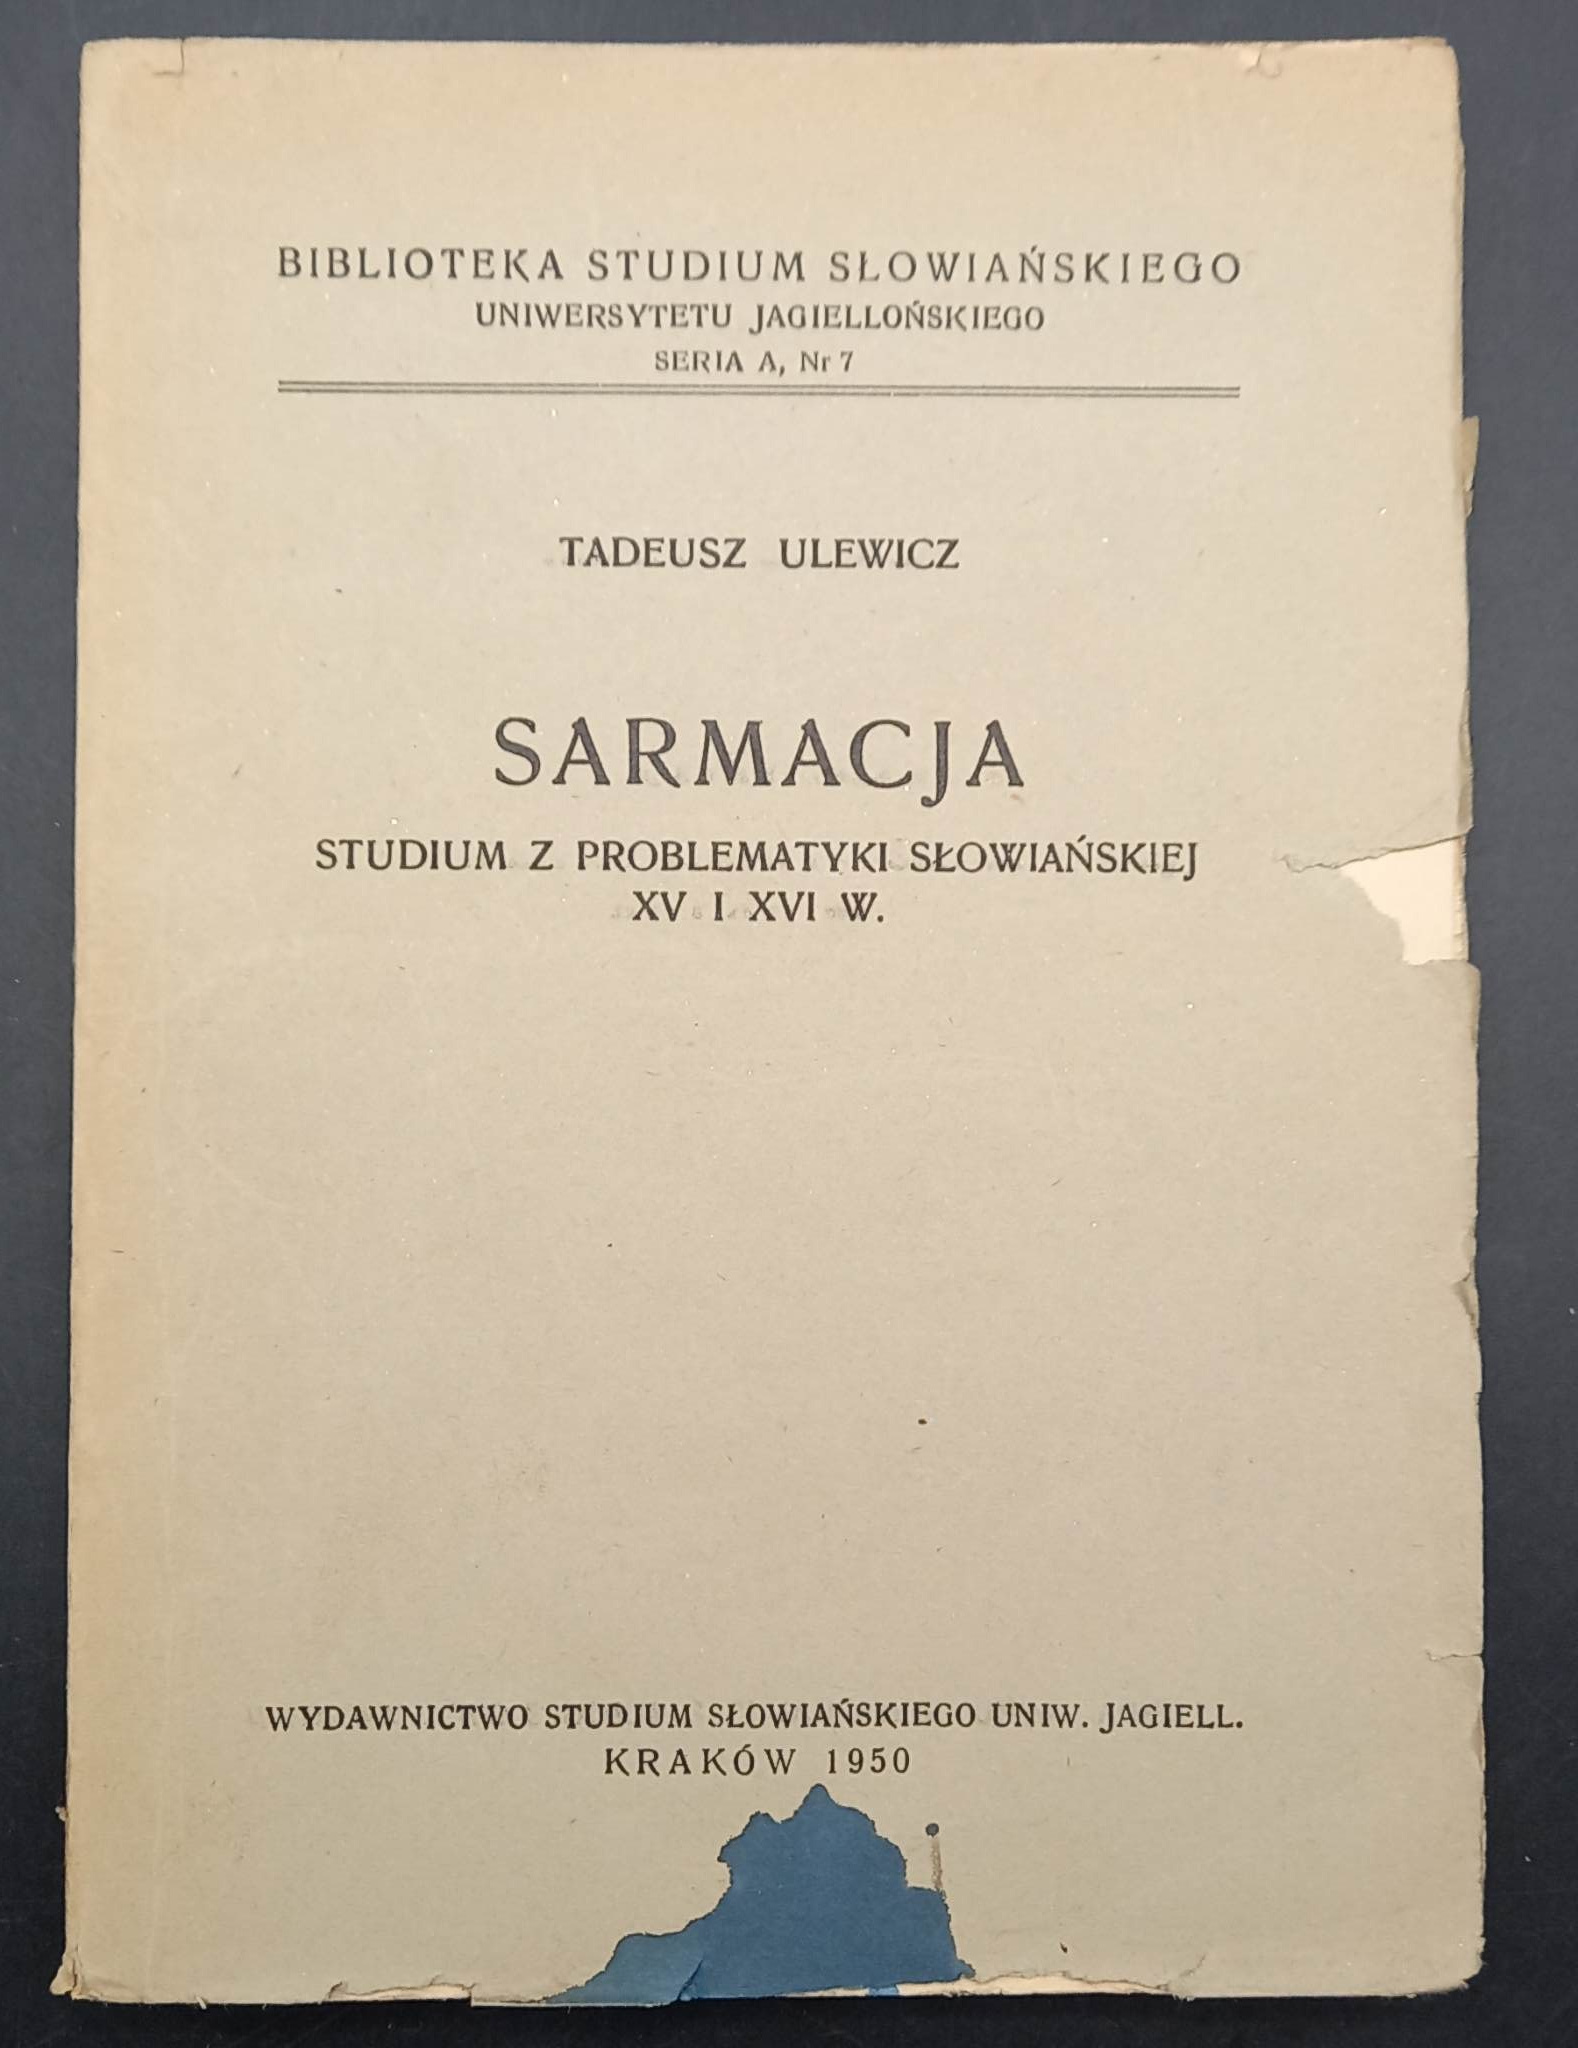 BIBLIOTEKA STUDIUM SŁOWIAŃSKIEGO
UNIWERSYTETU JAGIELLOŃSKIEGO
SERIA A, Nr 7
TADEUSZ ULEWICZ
SARMACJA
STUDIUM Z PROBLEMATYKI SŁOWIAŃSKIEJ
XV I XVI W.
WYDAWNICTWO STUDIUM SŁOWIAŃSKIEGO UNIW. JAGIELL.
KRAKÓW 1950